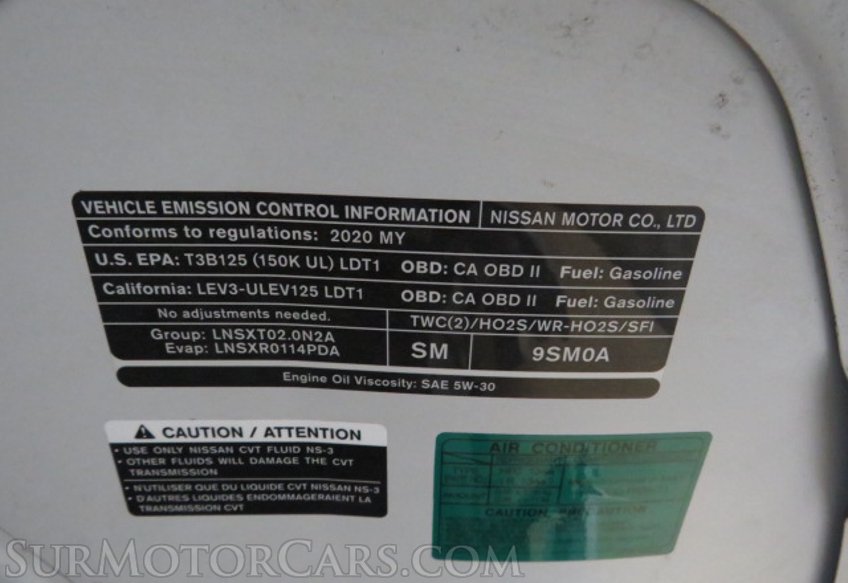 VEHICLE EMISSION CONTROL INFORMATION NISSAN MOTOR CO., LTD
Conforms to regulations: 2020 MY
U.S. EPA: T3B125 (150K UL) LDT1 OBD: CA OBD II Fuel: Gasoline
California: LEV3-ULEV125 LDT1 OBD: CA OBD II Fuel: Gasoline
No adjustments needed. TWC(2)/HO2S/WR-HO2S/SFI
Group: LNSXT02.0N2A
Evap: LNSXR0114PDA
SM 9SM0A
Engine Oil Viscosity: SAE 5W-30
CAUTION / ATTENTION
• USE ONLY NISSAN CVT FLUID NS-3
• OTHER FLUIDS WILL DAMAGE THE CVT
TRANSMISSION
• N'UTILISER QUE DU LIQUIDE CVT NISSAN NS-3
• D'AUTRES LIQUIDES ENDOMMAGERAIENT LA
TRANSMISSION CVT
AIR CONDITIONER
CAUTION PRECAUTION
SURMOTORCARS.COM